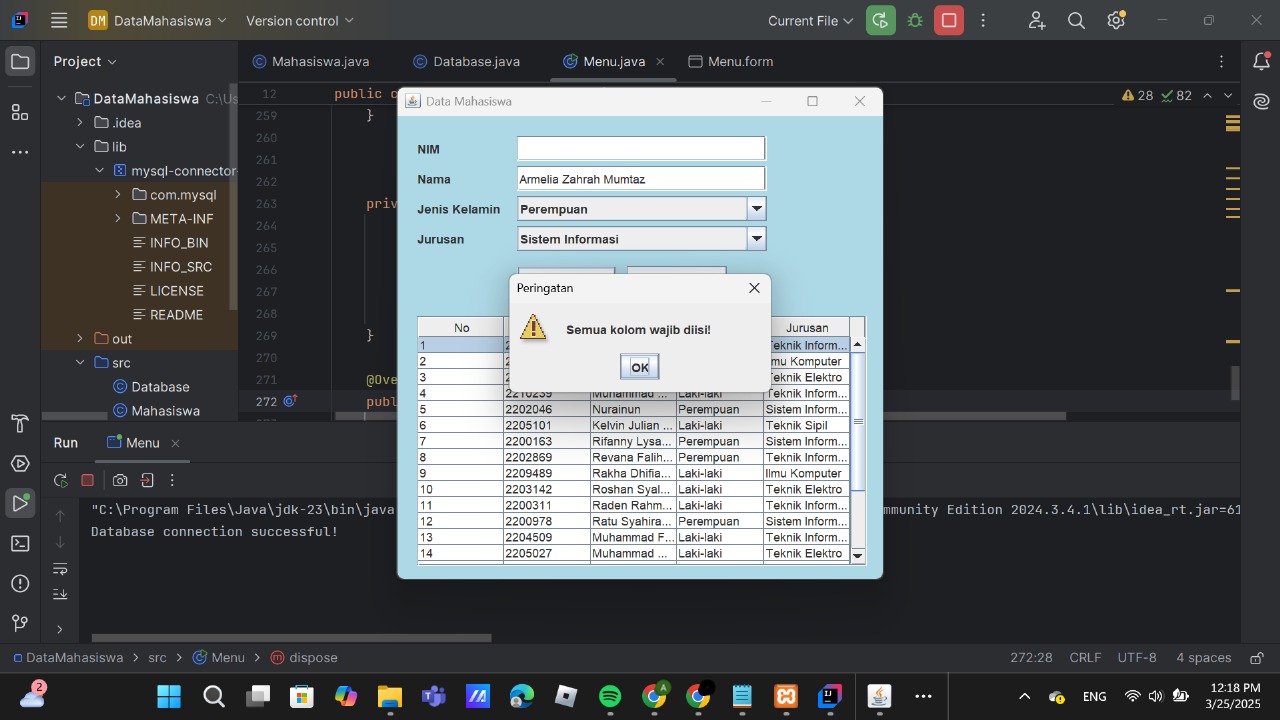 DM DataMahasiswa Version control Current File
Project Mahasiswa.java Database.java Menu.java Menu.form
DataMahasiswa C:\Us
.idea
lib
mysql-connector
com.mysql
META-INF
INFO_BIN
INFO_SRC
LICENSE
README
out
src
Database
Mahasiswa
12 public c
259 }
260
261
262
263 priv
264
265
266
267
268
269 }
270
271 @Ove
272 publ
28 82
Data Mahasiswa
NIM
Nama Armelia Zahrah Mumtaz
Jenis Kelamin Perempuan
Jurusan Sistem Informasi
Peringatan
Semua kolom wajib diisi!
OK
No Jurusan
1 Teknik Inform...
2 Ilmu Komputer
3 Teknik Elektro
4 2210239 Muhammad ... Laki-laki Teknik Inform...
5 2202046 Nurainun Perempuan Sistem Inform...
6 2205101 Kelvin Julian ... Laki-laki Teknik Sipil
7 2200163 Rifanny Lysa... Perempuan Sistem Inform...
8 2202869 Revana Falih... Perempuan Teknik Inform...
9 2209489 Rakha Dhifia... Laki-laki Ilmu Komputer
10 2203142 Roshan Syal... Laki-laki Teknik Elektro
11 2200311 Raden Rahm... Laki-laki Teknik Inform...
12 2200978 Ratu Syahira... Perempuan Sistem Inform...
13 2204509 Muhammad F... Laki-laki Teknik Inform...
14 2205027 Muhammad ... Laki-laki Teknik Elektro
Run Menu
"C:\Program Files\Java\jdk-23\bin\java mmunity Edition 2024.3.4.1\lib\idea_rt.jar=61
Database connection successful!
DataMahasiswa > src > Menu > dispose 272:28 CRLF UTF-8 4 spaces
2 ENG 12:18 PM
3/25/2025